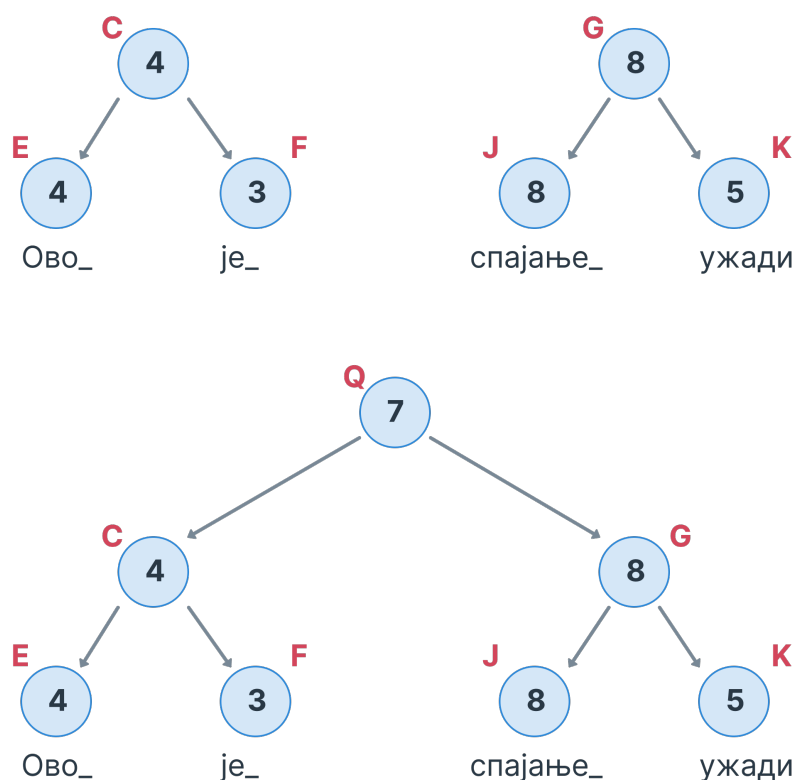 C G
4 8
E F J K
4 3 8 5
Ово_ је_ спајање_ ужади
Q
7
C G
4 8
E F J K
4 3 8 5
Ово_ је_ спајање_ ужади